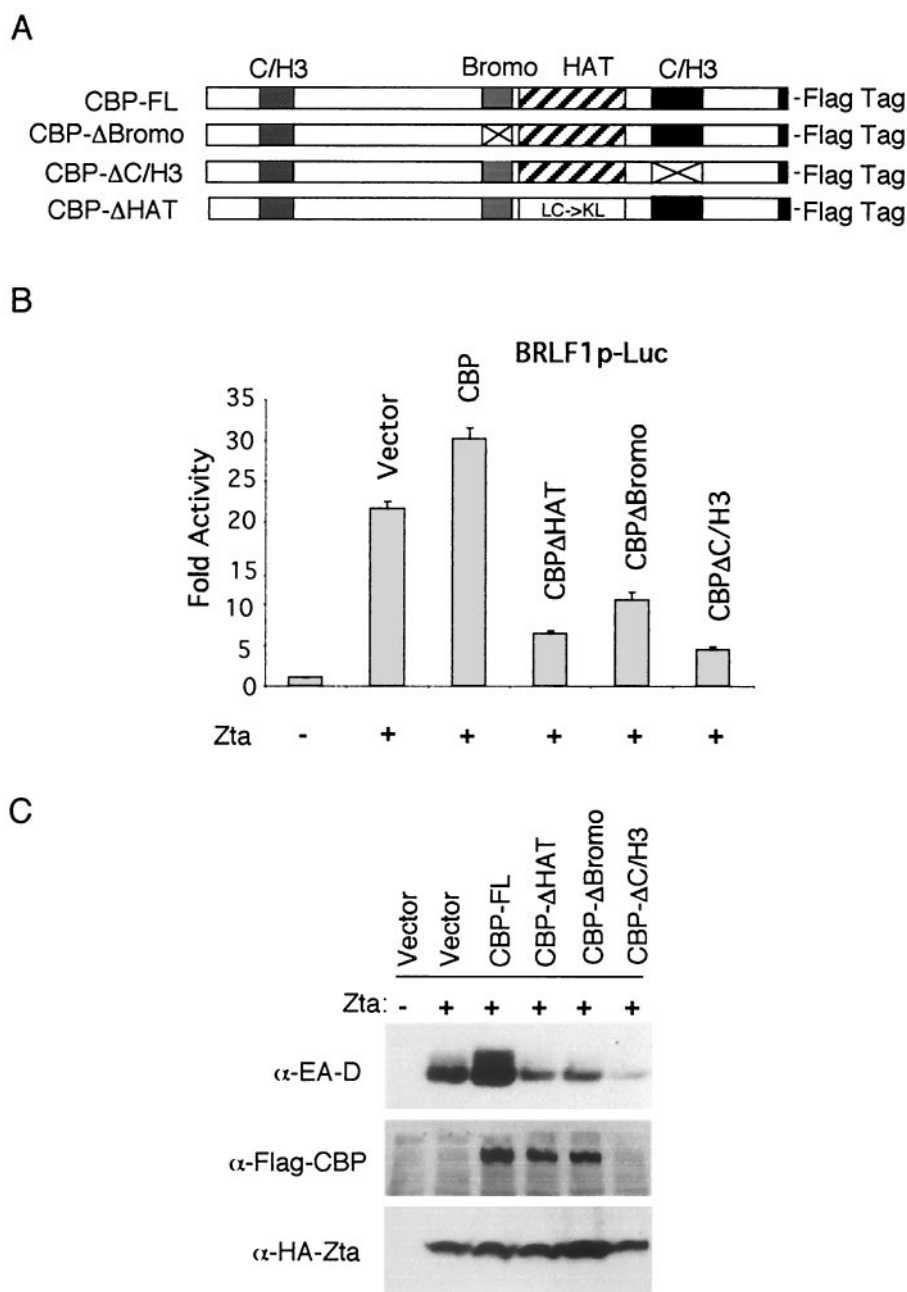 A
C/H3 Bromo HAT C/H3
CBP-FL -Flag Tag
CBP-ΔBromo -Flag Tag
CBP-ΔC/H3 -Flag Tag
CBP-ΔHAT LC->KL -Flag Tag
B
BRLF1p-Luc
Fold Activity
35
30
25
20
15
10
5
0
Vector
CBP
CBPΔHAT
CBPΔBromo
CBPΔC/H3
Zta - + + + + +
C
Vector
Vector
CBP-FL
CBP-ΔHAT
CBP-ΔBromo
CBP-ΔC/H3
Zta: - + + + + +
α-EA-D
α-Flag-CBP
α-HA-Zta